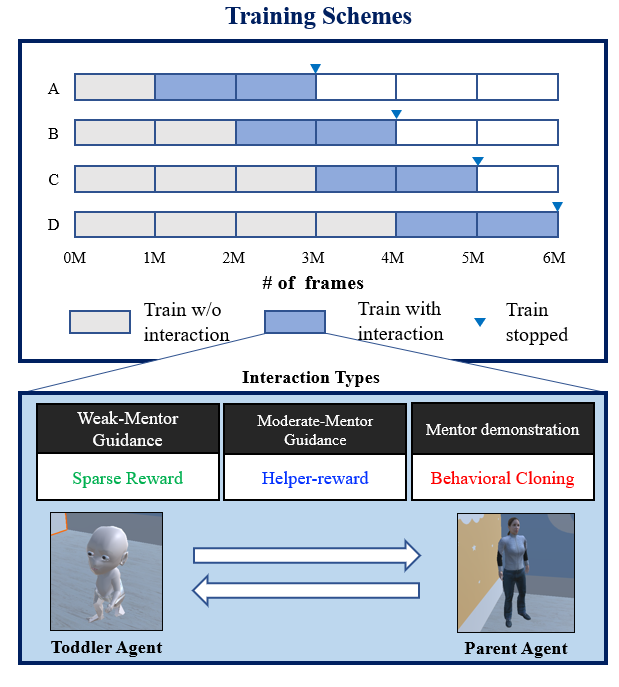 Training Schemes
A
B
C
D
0M 1M 2M 3M 4M 5M 6M
# of frames
Train w/o
interaction
Train with
interaction
Train
stopped
Interaction Types
Weak-Mentor
Guidance
Moderate-Mentor
Guidance
Mentor demonstration
Sparse Reward
Helper-reward
Behavioral Cloning
Toddler Agent
Parent Agent